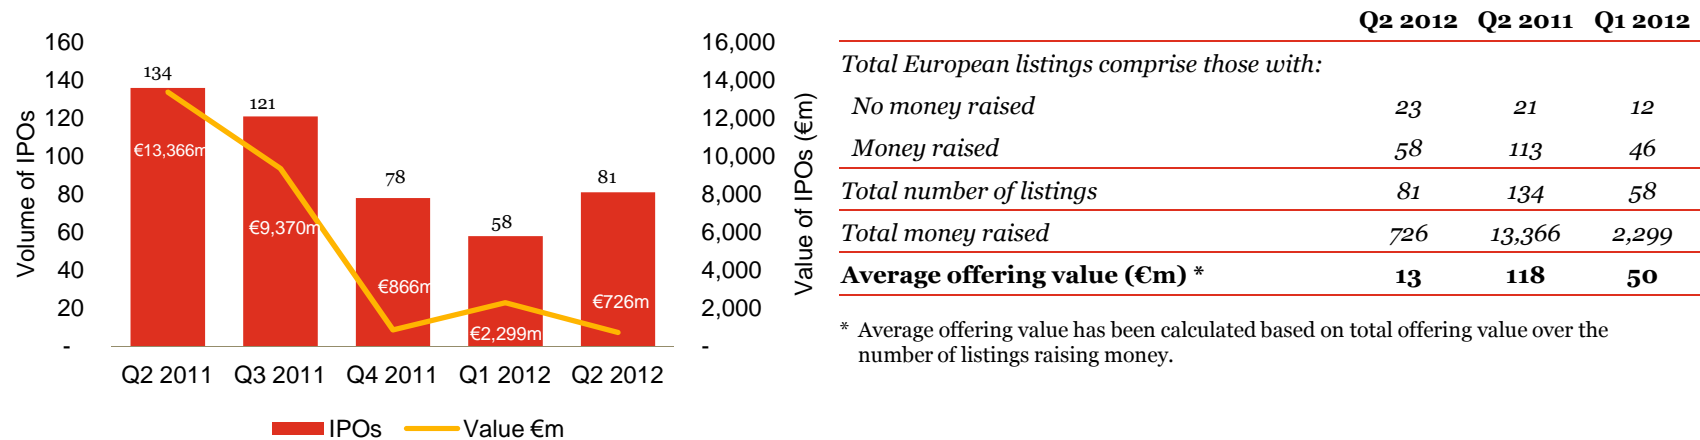 Volume of IPOs
160
140
120
100
80
60
40
20
-
134
121
78
58
81
€13,366m
€9,370m
€866m
€2,299m
€726m
16,000
14,000
12,000
10,000
8,000
6,000
4,000
2,000
-
Value of IPOs (€m)
Q2 2011 Q3 2011 Q4 2011 Q1 2012 Q2 2012
IPOs Value €m
Q2 2012 Q2 2011 Q1 2012
Total European listings comprise those with:
No money raised 23 21 12
Money raised 58 113 46
Total number of listings 81 134 58
Total money raised 726 13,366 2,299
Average offering value (€m) * 13 118 50
* Average offering value has been calculated based on total offering value over the
number of listings raising money.